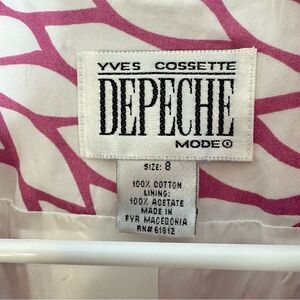 YVES COSSETTE
DEPECHE
MODE®
SIZE: 8
100% COTTON
LINING:
100% ACETATE
MADE IN
FYR MACEDONIA
RN# 61812